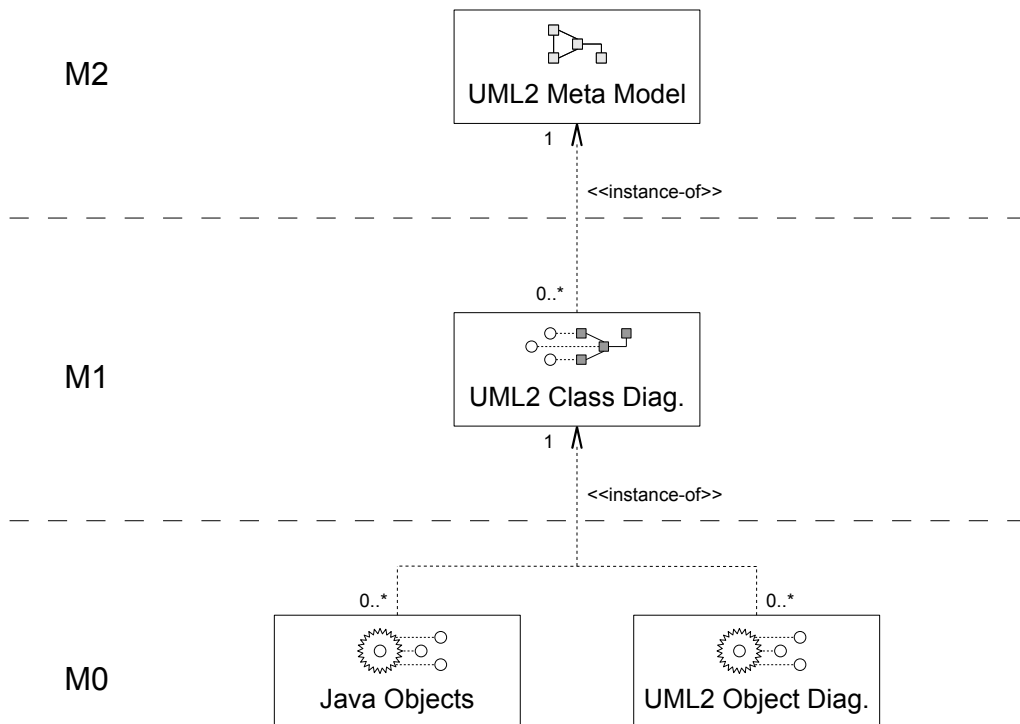 M2
UML2 Meta Model
1
<<instance-of>>
0..*
M1
UML2 Class Diag.
1
<<instance-of>>
0..*
0..*
M0
Java Objects
UML2 Object Diag.